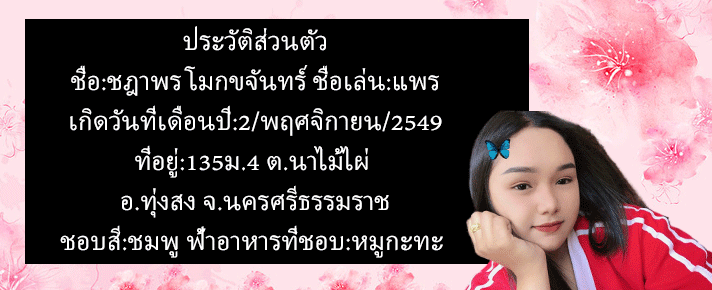 ประวัติส่วนตัว
ชื่อ:ชฎาพร โมกขจันทร์ ชื่อเล่น:แพร
เกิดวันที่เดือนปี:2/พฤศจิกายน/2549
ที่อยู่:135ม.4 ต.นาไม้ไผ่
อ.ทุ่งสง จ.นครศรีธรรมราช
ชอบสี:ชมพู ฟ้าอาหารที่ชอบ:หมูกะทะ